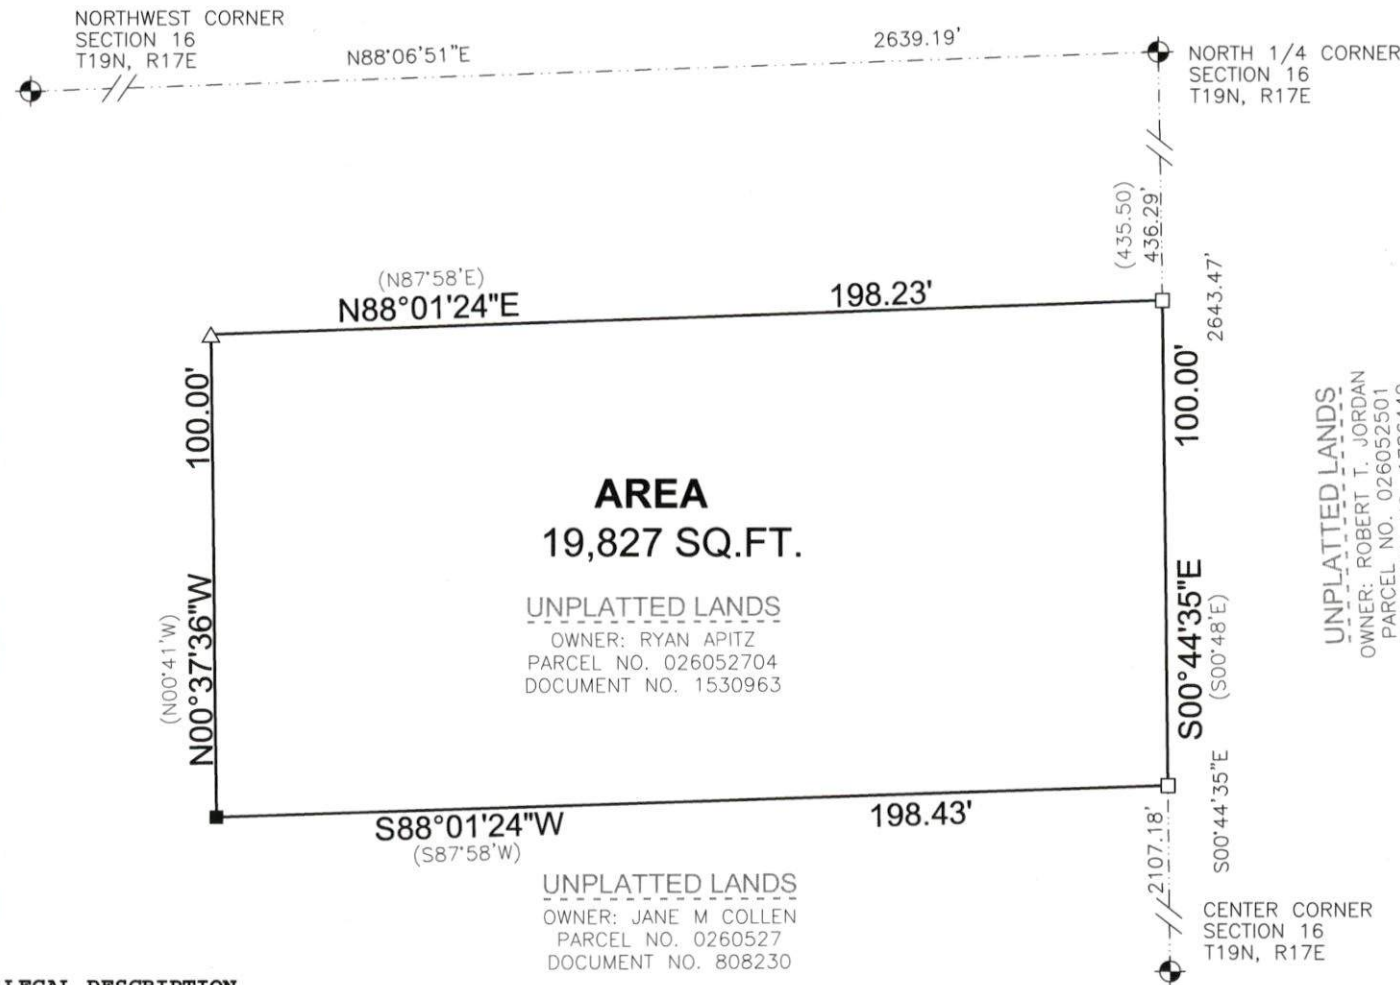 NORTHWEST CORNER
SECTION 16
T19N, R17E
N88°06'51"E
2639.19'
NORTH 1/4 CORNER
SECTION 16
T19N, R17E
(435.50)
436.29'
2643.47'
(N87°58'E)
N88°01'24"E
198.23'
100.00'
100.00'
AREA
19,827 SQ.FT.
UNPLATTED LANDS
OWNER: RYAN APITZ
PARCEL NO. 026052704
DOCUMENT NO. 1530963
(N00°41'W)
N00°37'36"W
S00°44'35"E
(S00°48'E)
UNPLATTED LANDS
OWNER: ROBERT T. JORDAN
PARCEL NO. 026052501
S88°01'24"W
(S87°58'W)
198.43'
2107.18'
S00°44'35"E
UNPLATTED LANDS
OWNER: JANE M COLLEN
PARCEL NO. 0260527
DOCUMENT NO. 808230
CENTER CORNER
SECTION 16
T19N, R17E
LEGAL DESCRIPTION